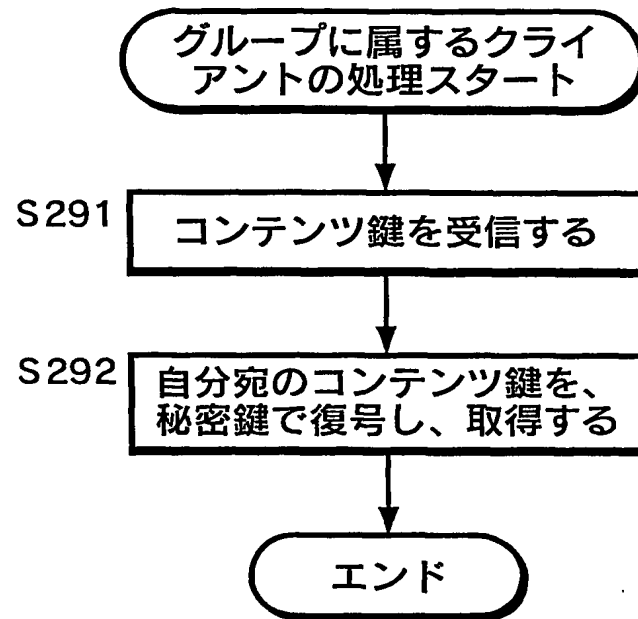 グループに属するクライ
アントの処理スタート
S291
コンテンツ鍵を受信する
S292
自分宛のコンテンツ鍵を、
秘密鍵で復号し、取得する
エンド